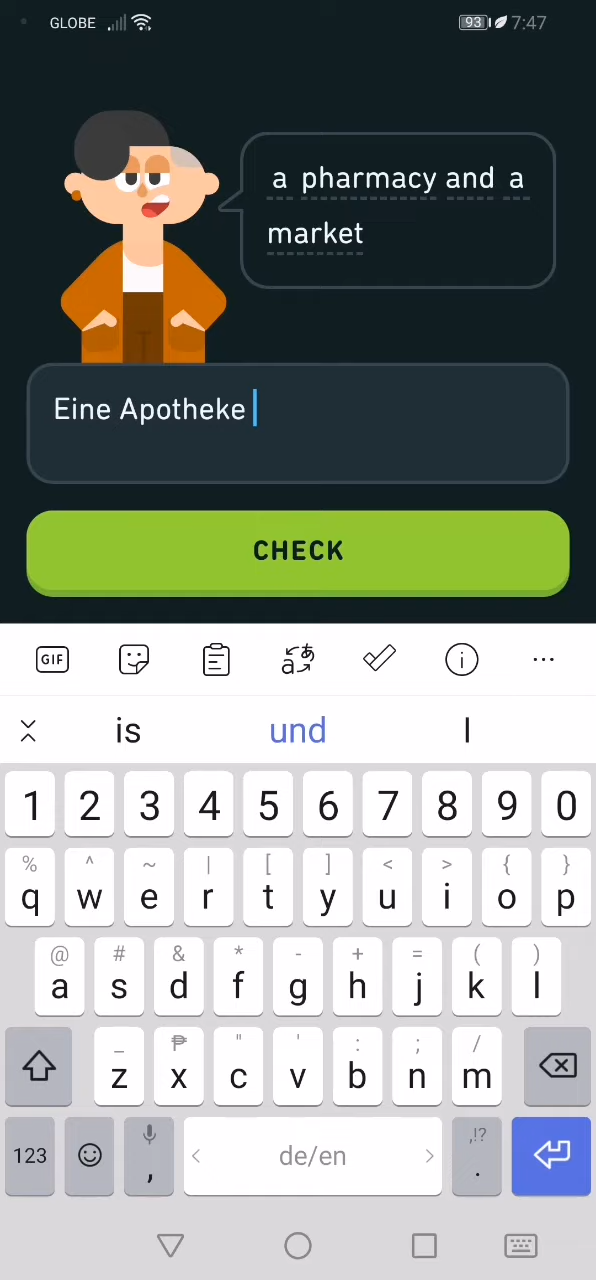 GLOBE 93 7:47
a pharmacy and a
market
Eine Apotheke
CHECK
GIF
is und I
1 2 3 4 5 6 7 8 9 0
% ^ ~ | [ ] < > { }
q w e r t y u i o p
@ # & * - + = ( )
a s d f g h j k l
_ ₱ " ' : ; /
z x c v b n m
,!?
123 , < de/en > .